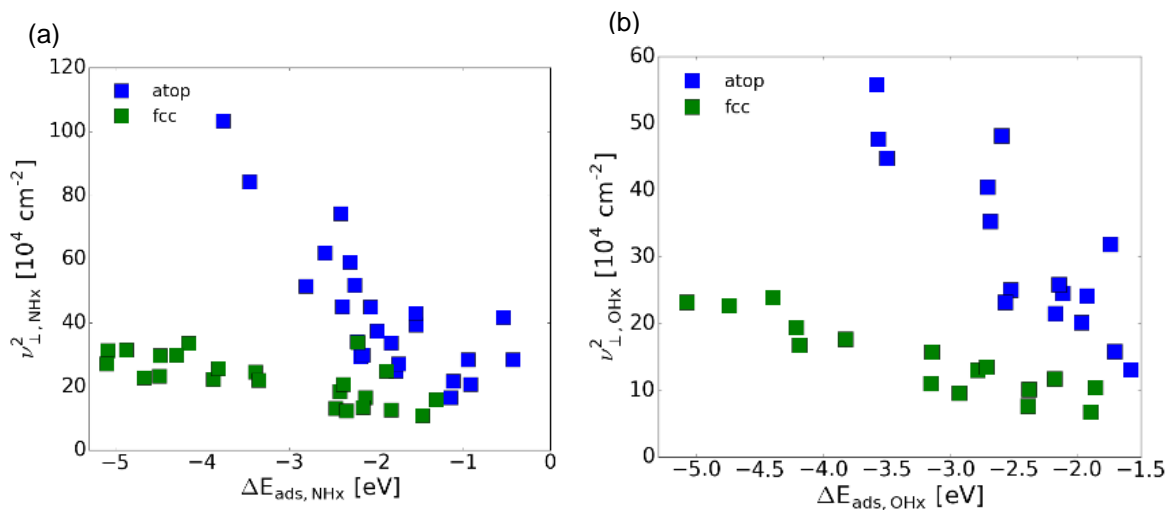 (a)
120
100
80
60
40
20
0
ν²⊥,NHx [10⁴ cm⁻²]
atop
fcc
−5 −4 −3 −2 −1 0
ΔEads,NHx [eV]
(b)
60
50
40
30
20
10
0
ν²⊥,OHx [10⁴ cm⁻²]
atop
fcc
−5.0 −4.5 −4.0 −3.5 −3.0 −2.5 −2.0 −1.5
ΔEads,OHx [eV]